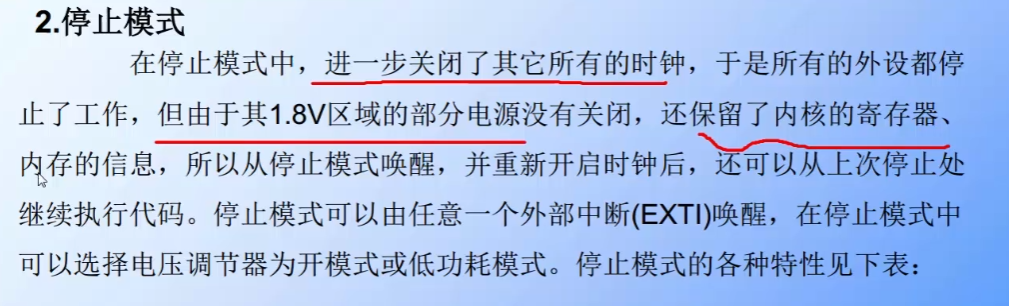 2.停止模式
在停止模式中，进一步关闭了其它所有的时钟，于是所有的外设都停
止了工作，但由于其1.8V区域的部分电源没有关闭，还保留了内核的寄存器、
内存的信息，所以从停止模式唤醒，并重新开启时钟后，还可以从上次停止处
继续执行代码。停止模式可以由任意一个外部中断(EXTI)唤醒，在停止模式中
可以选择电压调节器为开模式或低功耗模式。停止模式的各种特性见下表：